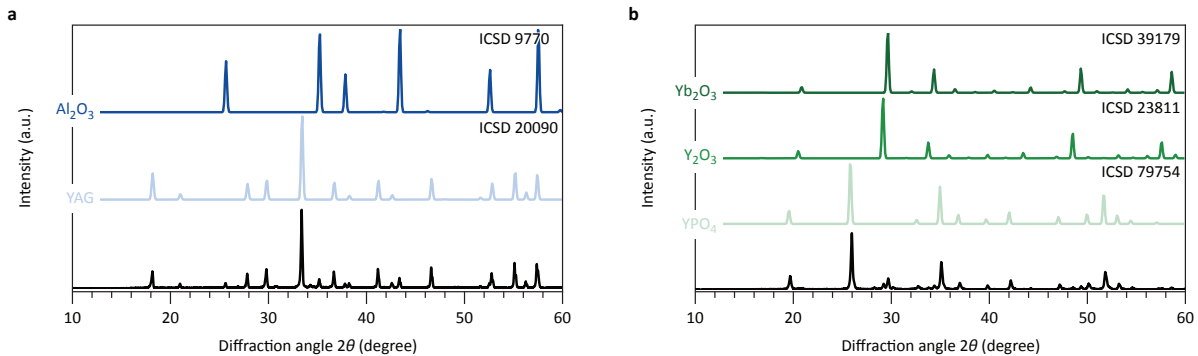 a
ICSD 9770
Al₂O₃
ICSD 20090
YAG
Intensity (a.u.)
10 20 30 40 50 60
Diffraction angle 2θ (degree)
b
ICSD 39179
Yb₂O₃
ICSD 23811
Y₂O₃
ICSD 79754
YPO₄
Intensity (a.u.)
10 20 30 40 50 60
Diffraction angle 2θ (degree)